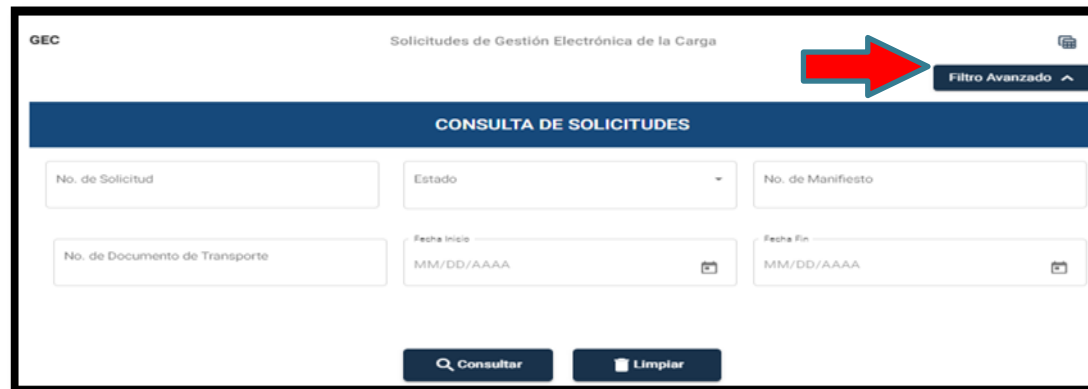 GEC Solicitudes de Gestión Electrónica de la Carga
Filtro Avanzado
CONSULTA DE SOLICITUDES
No. de Solicitud Estado No. de Manifiesto
Fecha Inicio Fecha Fin
No. de Documento de Transporte MM/DD/AAAA MM/DD/AAAA
Consultar Limpiar